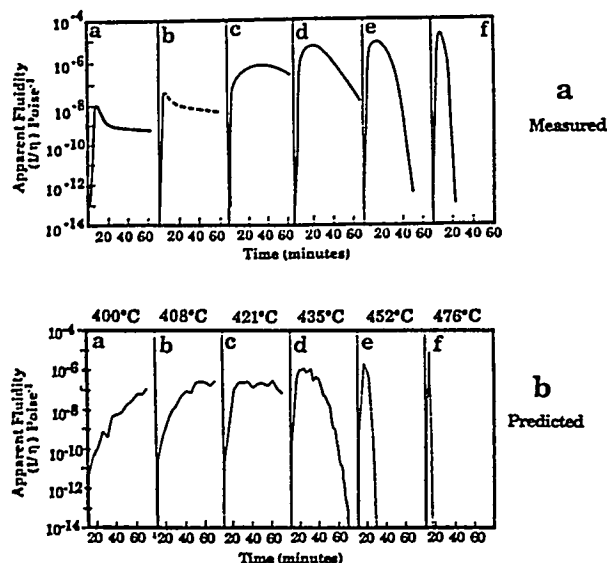 a b c d e f
10-4
10+6
10-8
10-10
10-12
10-14
Apparent Fluidity
(1/η) Poise-1
20 40 60 20 40 60 20 40 60 20 40 60 20 40 60 20 40 60
Time (minutes)
a
Measured
400°C 408°C 421°C 435°C 452°C 476°C
a b c d e f
10-4
10-6
10-8
10-10
10-12
10-14
Apparent Fluidity
(1/η) Poise-1
20 40 60 20 40 60 20 40 60 20 40 60 20 40 60 20 40 60
Time (minutes)
b
Predicted